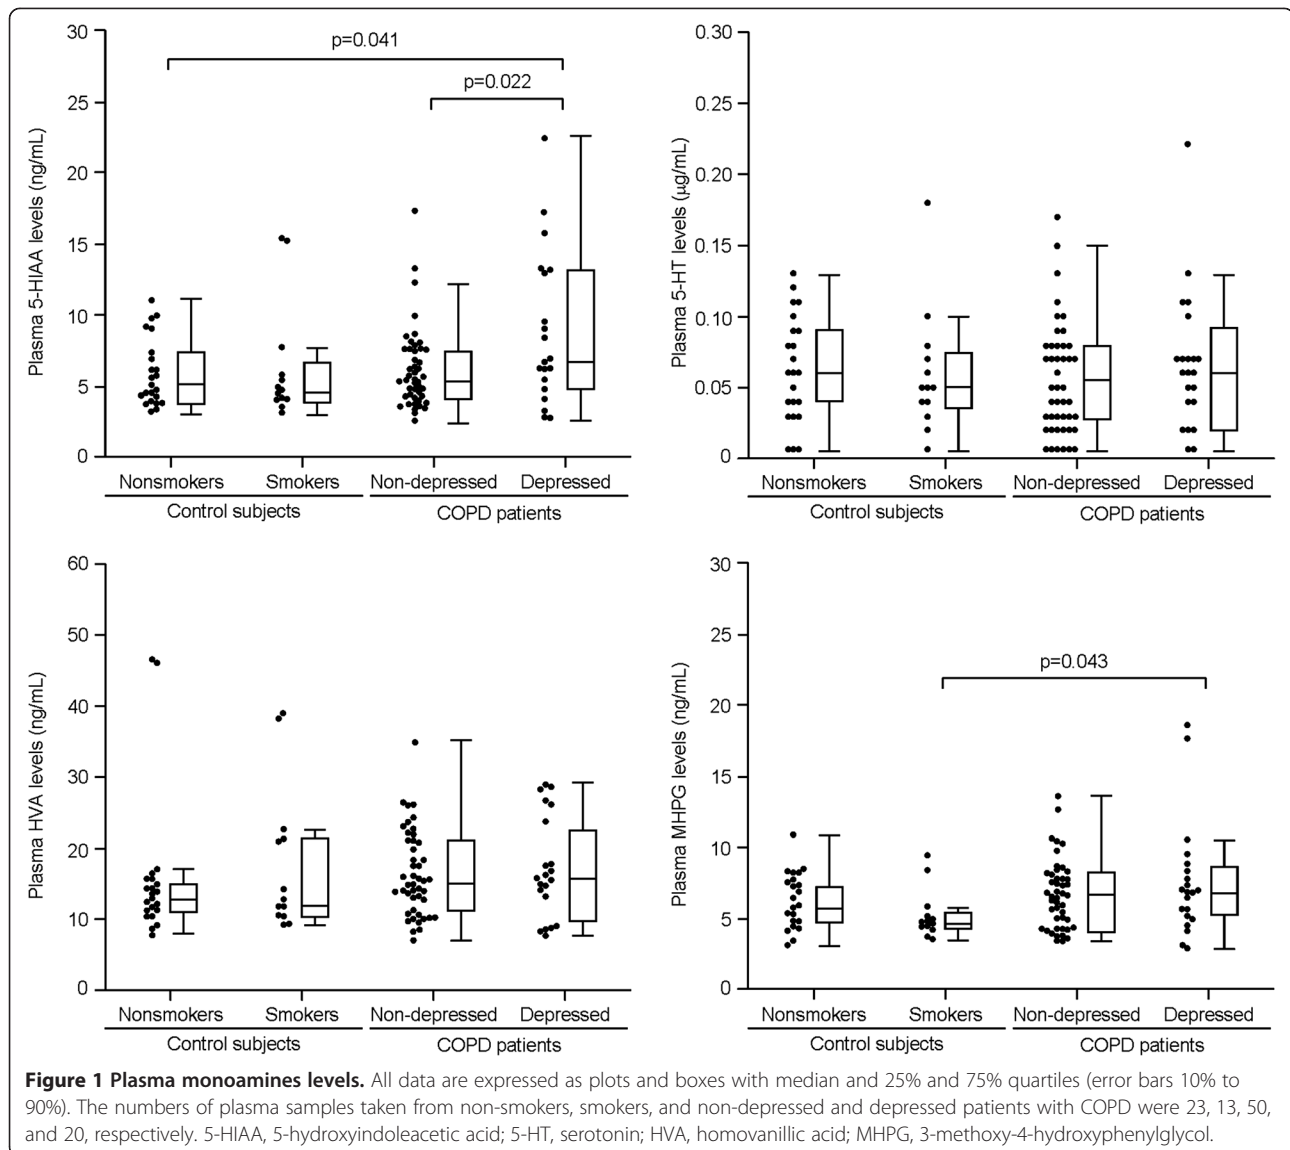 30
25
20
15
10
5
0
Plasma 5-HIAA levels (ng/mL)
p=0.041
p=0.022
Nonsmokers Smokers Non-depressed Depressed
Control subjects COPD patients
0.30
0.25
0.20
0.15
0.10
0.05
0
Plasma 5-HT levels (µg/mL)
Nonsmokers Smokers Non-depressed Depressed
Control subjects COPD patients
60
50
40
30
20
10
0
Plasma HVA levels (ng/mL)
Nonsmokers Smokers Non-depressed Depressed
Control subjects COPD patients
30
25
20
15
10
5
0
Plasma MHPG levels (ng/mL)
p=0.043
Nonsmokers Smokers Non-depressed Depressed
Control subjects COPD patients
Figure 1 Plasma monoamines levels. All data are expressed as plots and boxes with median and 25% and 75% quartiles (error bars 10% to
90%). The numbers of plasma samples taken from non-smokers, smokers, and non-depressed and depressed patients with COPD were 23, 13, 50,
and 20, respectively. 5-HIAA, 5-hydroxyindoleacetic acid; 5-HT, serotonin; HVA, homovanillic acid; MHPG, 3-methoxy-4-hydroxyphenylglycol.